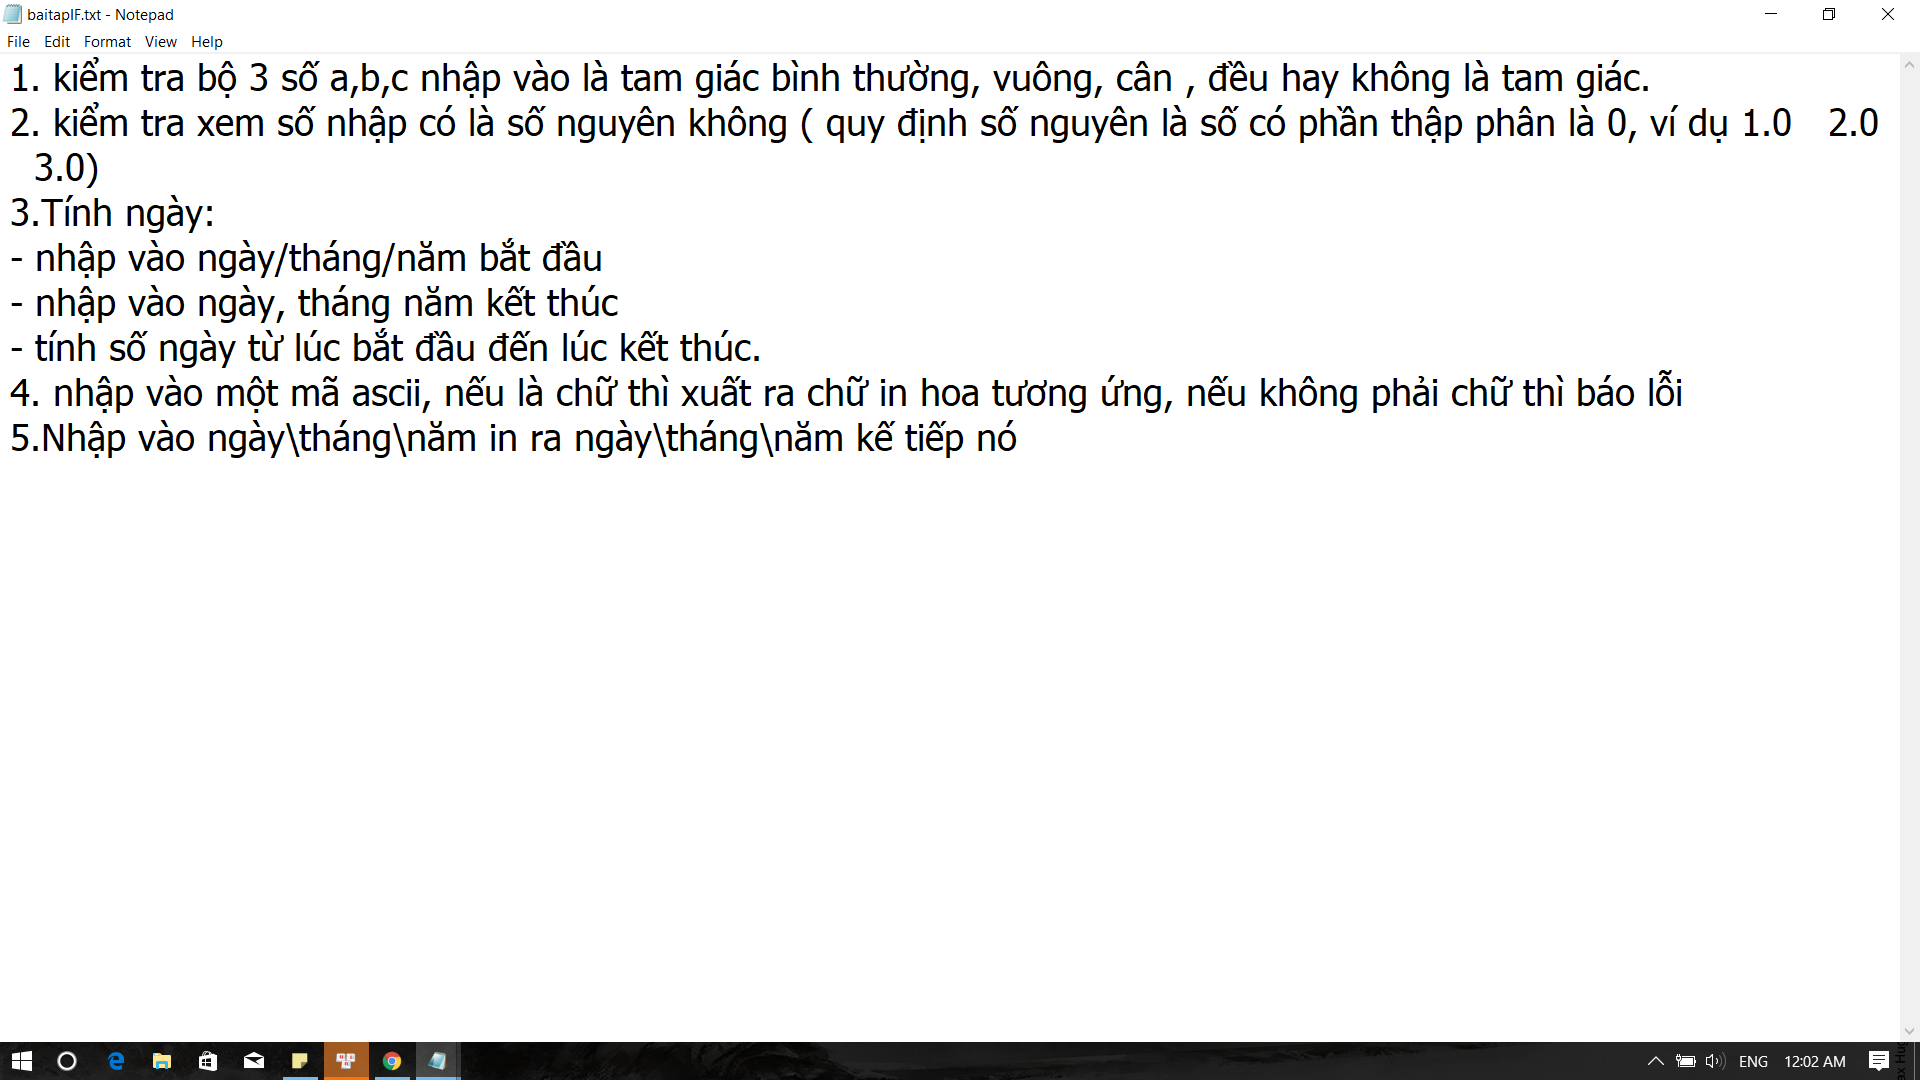 baitapIF.txt - Notepad
File Edit Format View Help
1. kiểm tra bộ 3 số a,b,c nhập vào là tam giác bình thường, vuông, cân , đều hay không là tam giác.
2. kiểm tra xem số nhập có là số nguyên không ( quy định số nguyên là số có phần thập phân là 0, ví dụ 1.0 2.0
3.0)
3.Tính ngày:
- nhập vào ngày/tháng/năm bắt đầu
- nhập vào ngày, tháng năm kết thúc
- tính số ngày từ lúc bắt đầu đến lúc kết thúc.
4. nhập vào một mã ascii, nếu là chữ thì xuất ra chữ in hoa tương ứng, nếu không phải chữ thì báo lỗi
5.Nhập vào ngày\tháng\năm in ra ngày\tháng\năm kế tiếp nó
ENG 12:02 AM